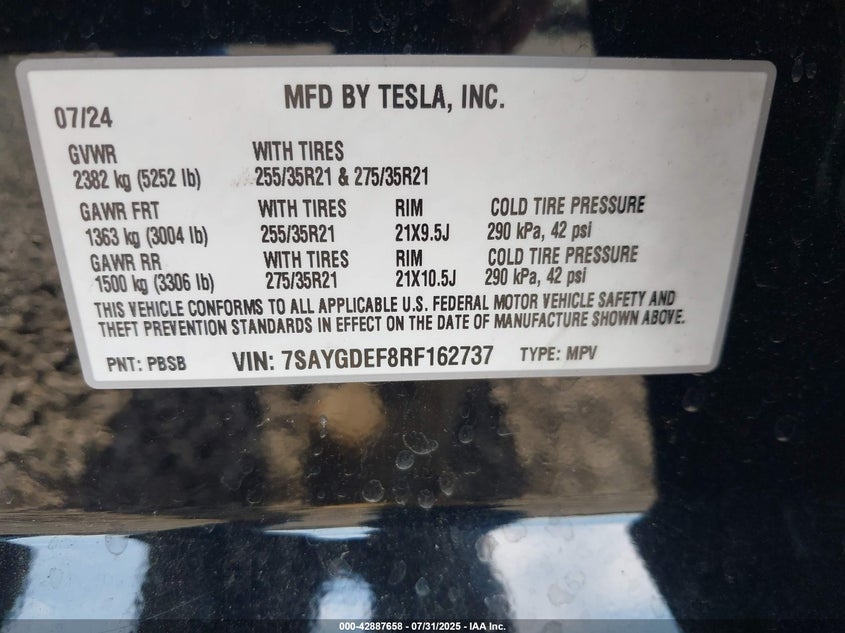 MFD BY TESLA, INC.
07/24
GVWR WITH TIRES
2382 kg (5252 lb) 255/35R21 & 275/35R21
GAWR FRT WITH TIRES RIM COLD TIRE PRESSURE
1363 kg (3004 lb) 255/35R21 21X9.5J 290 kPa, 42 psi
GAWR RR WITH TIRES RIM COLD TIRE PRESSURE
1500 kg (3306 lb) 275/35R21 21X10.5J 290 kPa, 42 psi
THIS VEHICLE CONFORMS TO ALL APPLICABLE U.S. FEDERAL MOTOR VEHICLE SAFETY AND
THEFT PREVENTION STANDARDS IN EFFECT ON THE DATE OF MANUFACTURE SHOWN ABOVE.
PNT: PBSB VIN: 7SAYGDEF8RF162737 TYPE: MPV
000-42887658 - 07/31/2025 - IAA Inc.